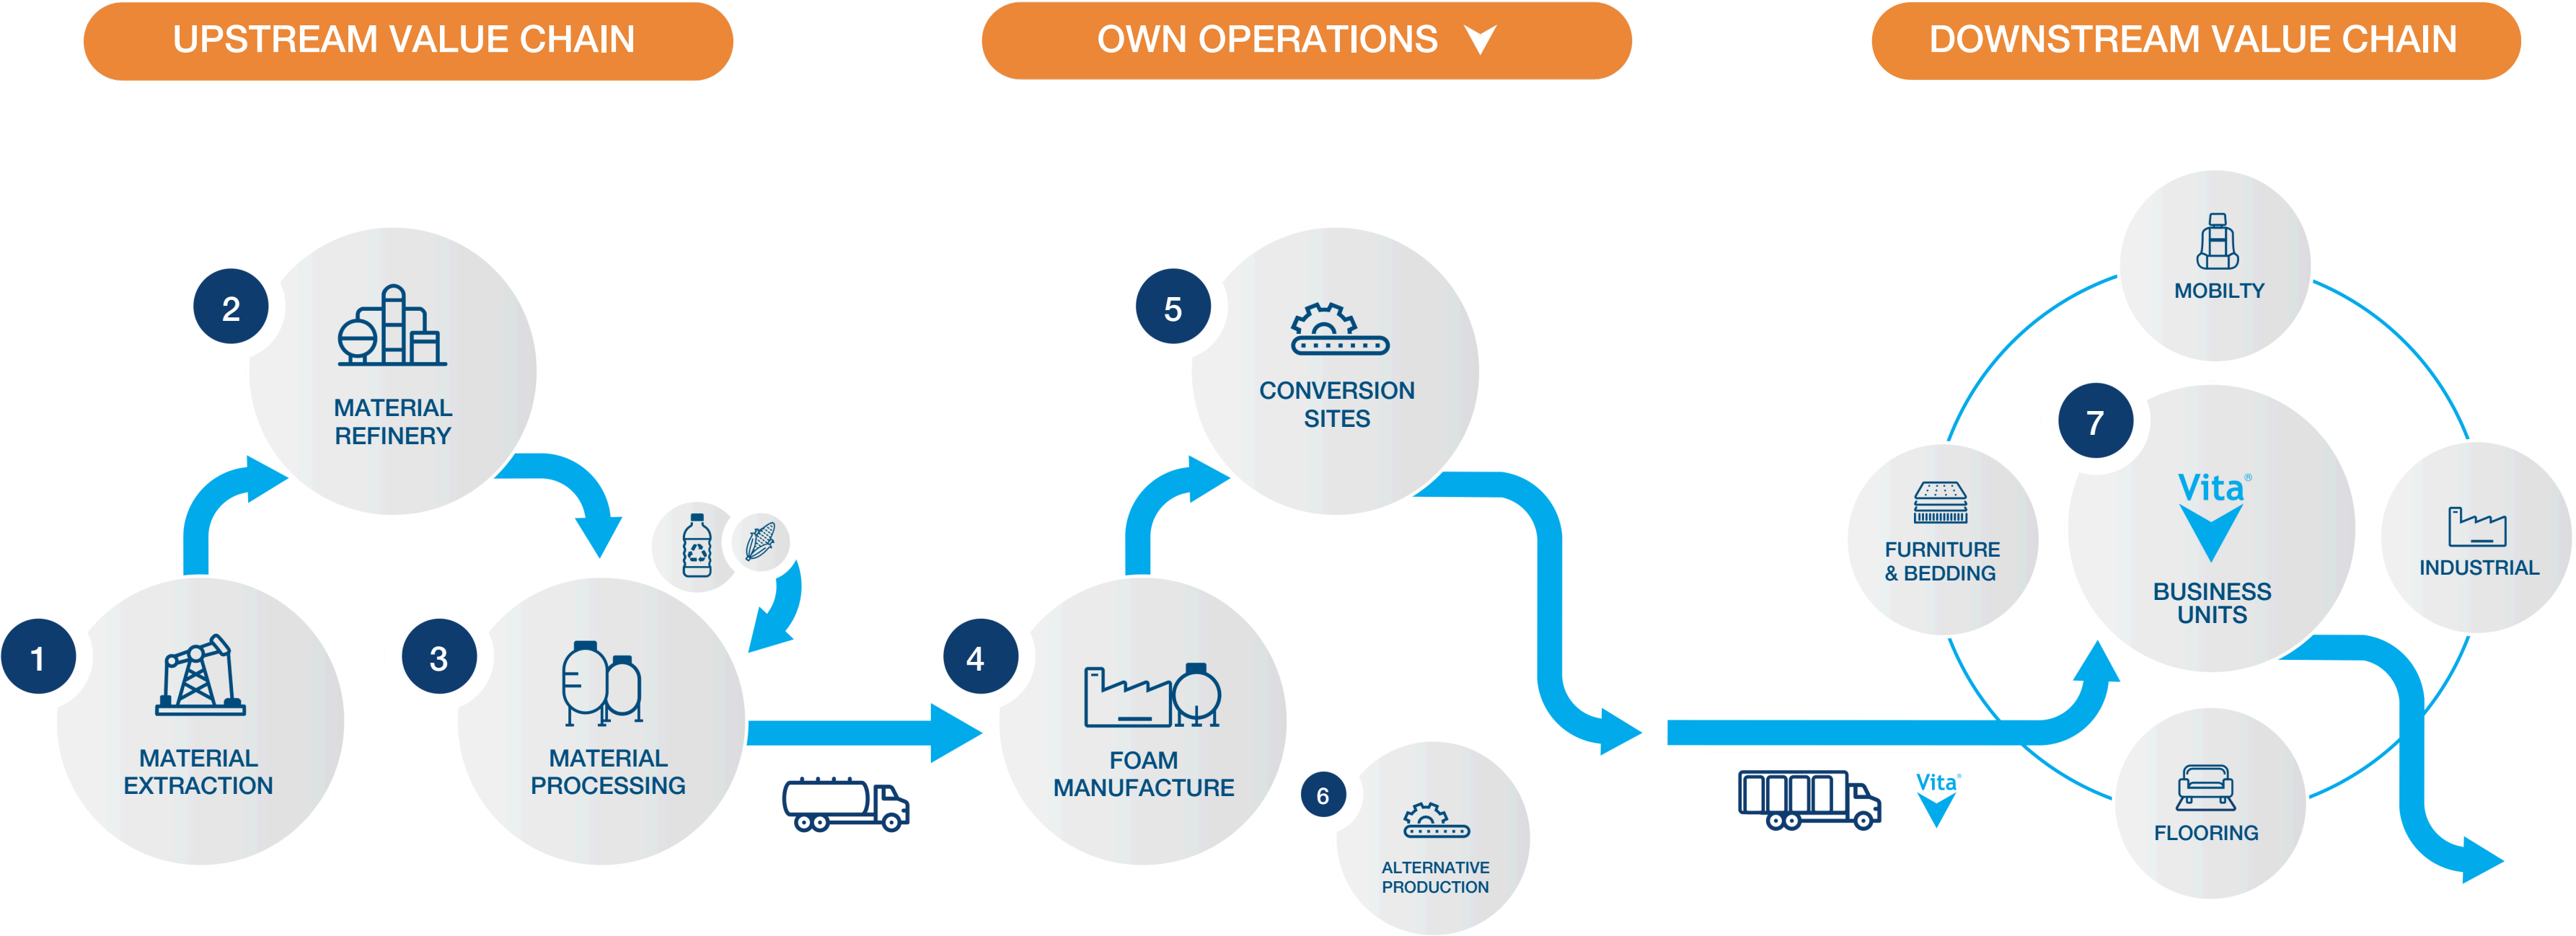 UPSTREAM VALUE CHAIN
OWN OPERATIONS
DOWNSTREAM VALUE CHAIN
1
MATERIAL
EXTRACTION
2
MATERIAL
REFINERY
3
MATERIAL
PROCESSING
4
FOAM
MANUFACTURE
5
CONVERSION
SITES
6
ALTERNATIVE
PRODUCTION
Vita®
7
Vita®
BUSINESS
UNITS
MOBILTY
FURNITURE
& BEDDING
INDUSTRIAL
FLOORING